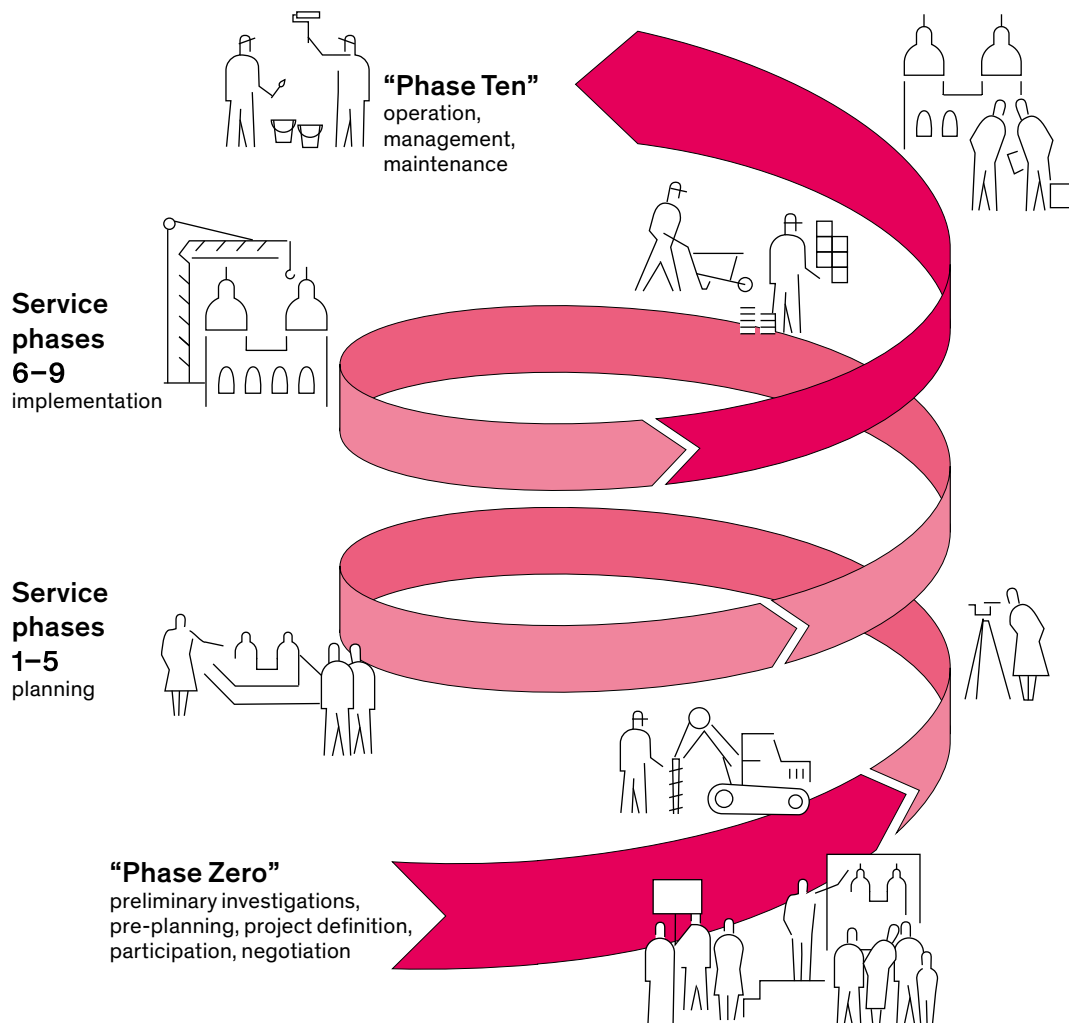 “Phase Ten”
operation,
management,
maintenance
Service
phases
6–9
implementation
Service
phases
1–5
planning
“Phase Zero”
preliminary investigations,
pre-planning, project definition,
participation, negotiation